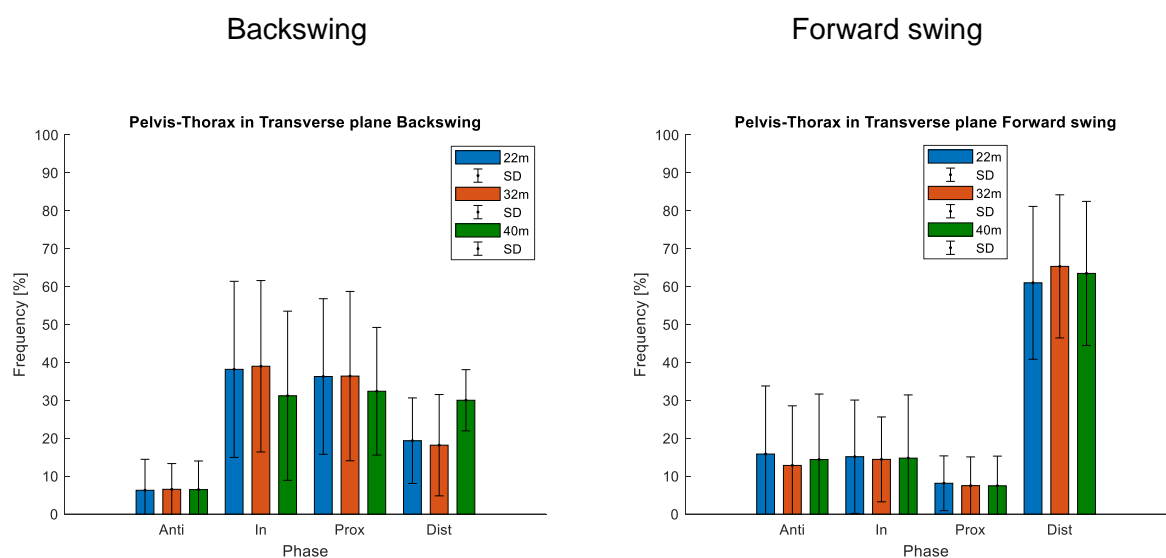 Backswing
Forward swing
Pelvis-Thorax in Transverse plane Backswing
100
90
80
70
60
50
40
30
20
10
0
Frequency [%]
22m
SD
32m
SD
40m
SD
Anti In Prox Dist
Phase
Pelvis-Thorax in Transverse plane Forward swing
100
90
80
70
60
50
40
30
20
10
0
Frequency [%]
22m
SD
32m
SD
40m
SD
Anti In Prox Dist
Phase